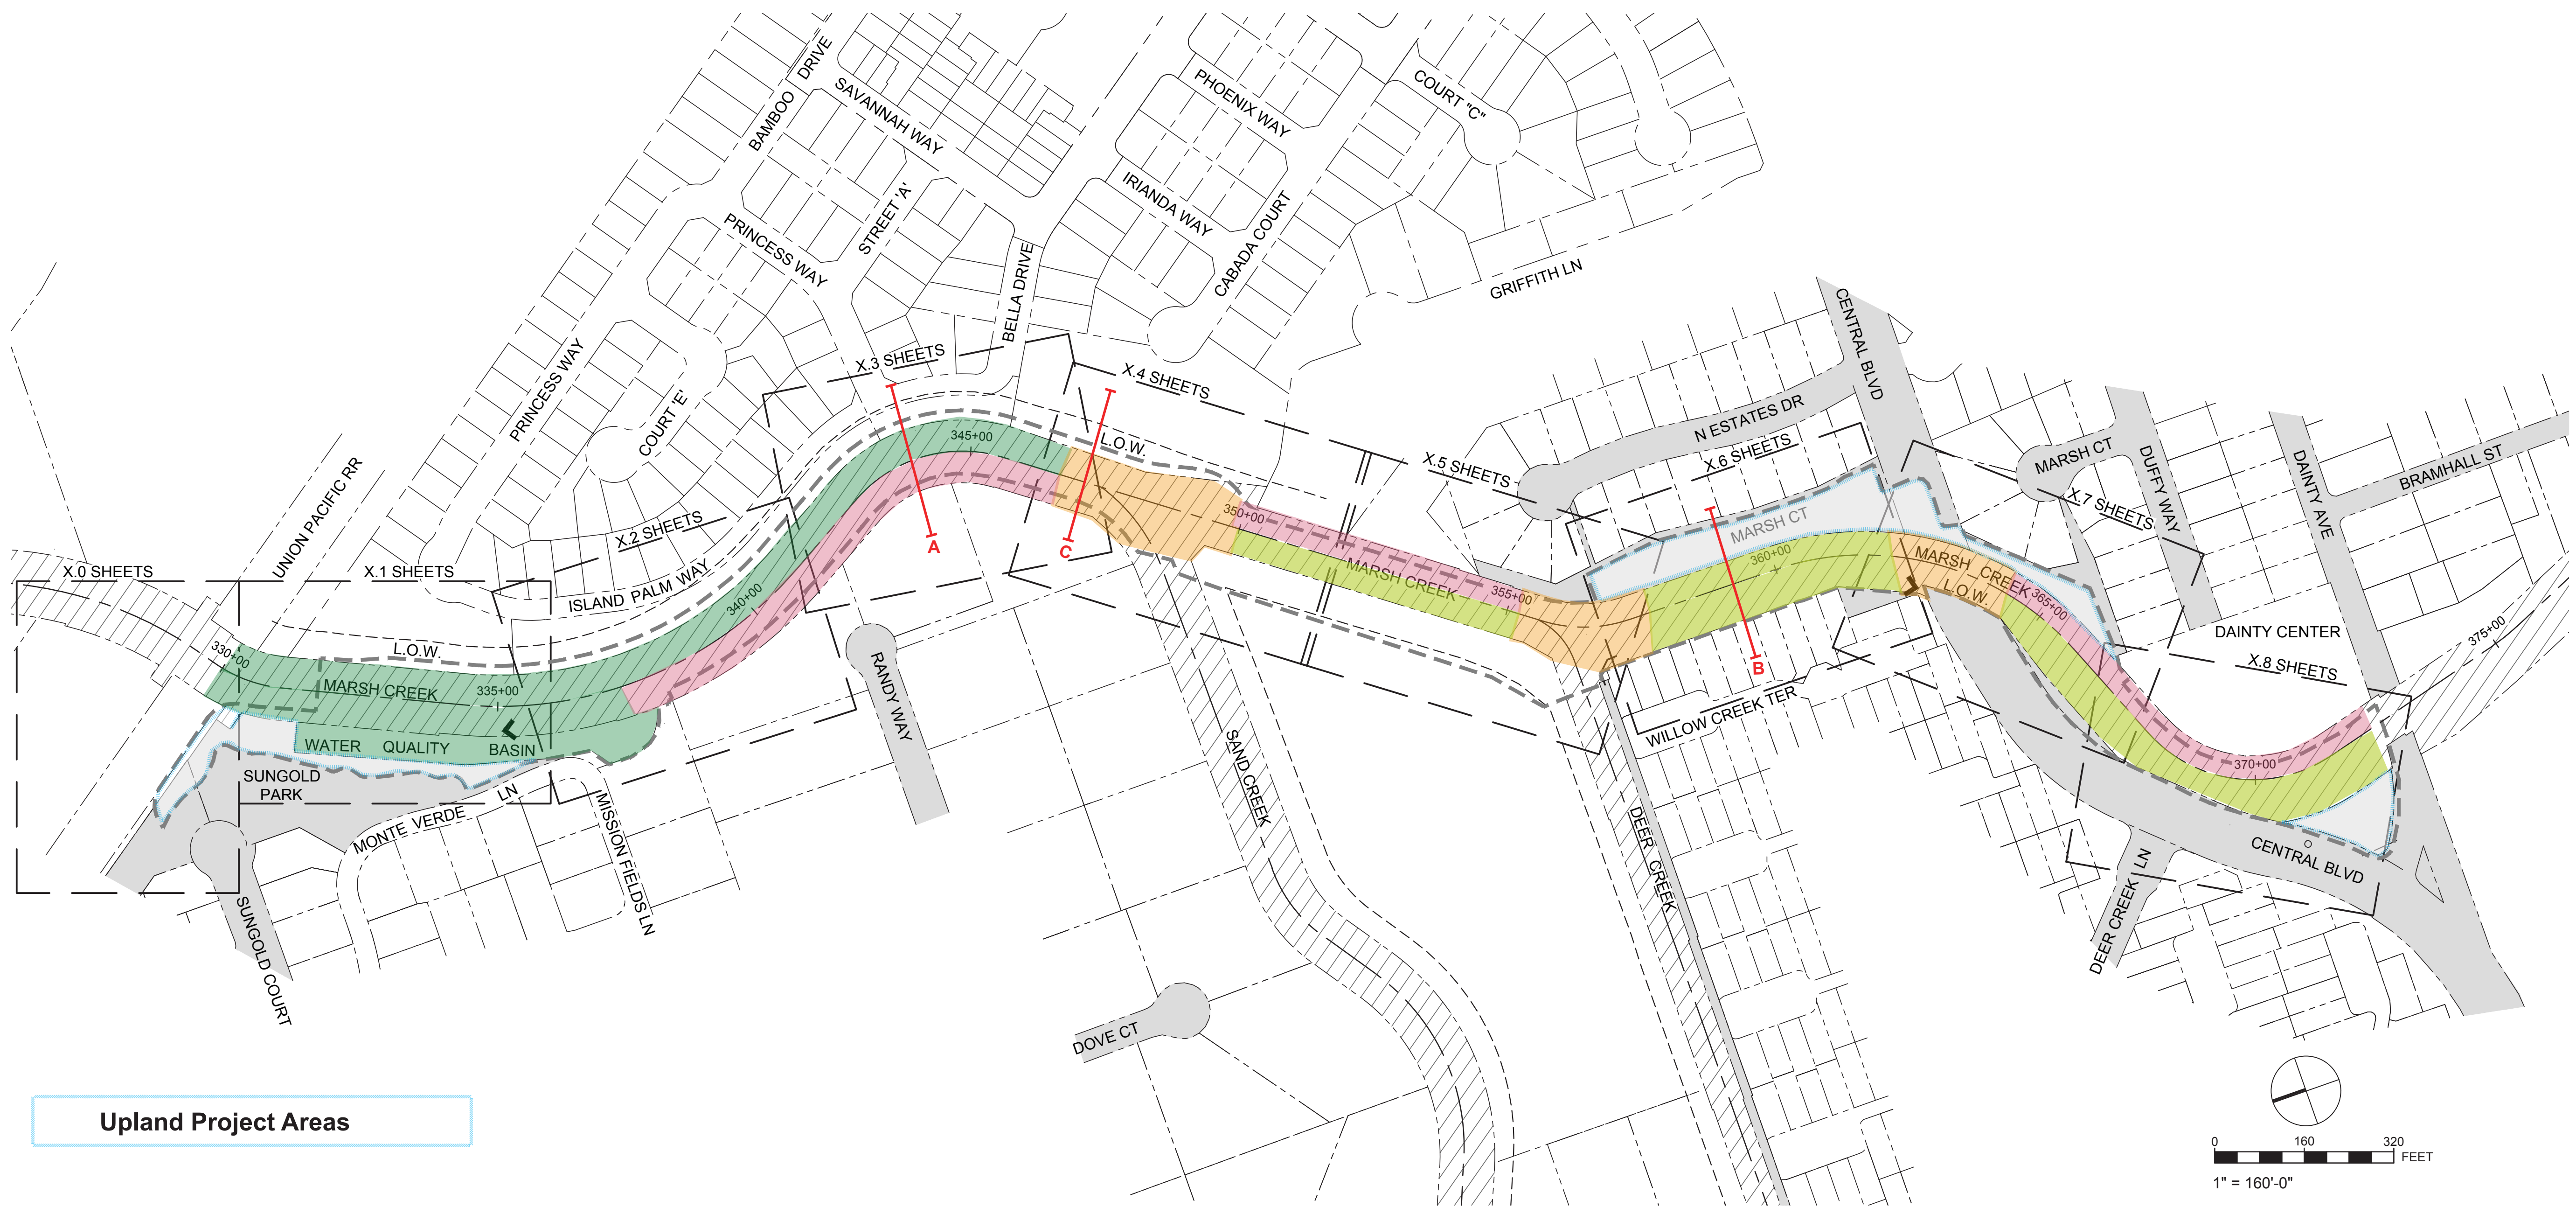 BAMBOO DRIVE
SAVANNAH WAY
PHOENIX WAY
COURT "C"
IRIANDA WAY
STREET 'A'
PRINCESS WAY
CABADA COURT
BELLA DRIVE
GRIFFITH LN
CENTRAL BLVD
PRINCESS WAY
COURT 'E'
X.3 SHEETS
X.4 SHEETS
N ESTATES DR
X.6 SHEETS
X.5 SHEETS
MARSH CT
DUFFY WAY
DAINTY AVE
BRAMHALL ST
X.7 SHEETS
345+00
L.O.W.
UNION PACIFIC RR
X.2 SHEETS
350+00
MARSH CT
A
C
360+00
MARSH CREEK
L.O.W.
X.0 SHEETS
X.1 SHEETS
ISLAND PALM WAY
340+00
MARSH CREEK
355+00
365+00
DAINTY CENTER
375+00
330+00
L.O.W.
B
X.8 SHEETS
MARSH CREEK
335+00
RANDY WAY
WILLOW CREEK TER
WATER QUALITY BASIN
SUNGOLD
PARK
370+00
MONTE VERDE LN
MISSION FIELDS LN
SAND CREEK
DEER CREEK
CENTRAL BLVD
DEER CREEK LN
SUNGOLD COURT
DOVE CT
Upland Project Areas
0 160 320
FEET
1" = 160'-0"